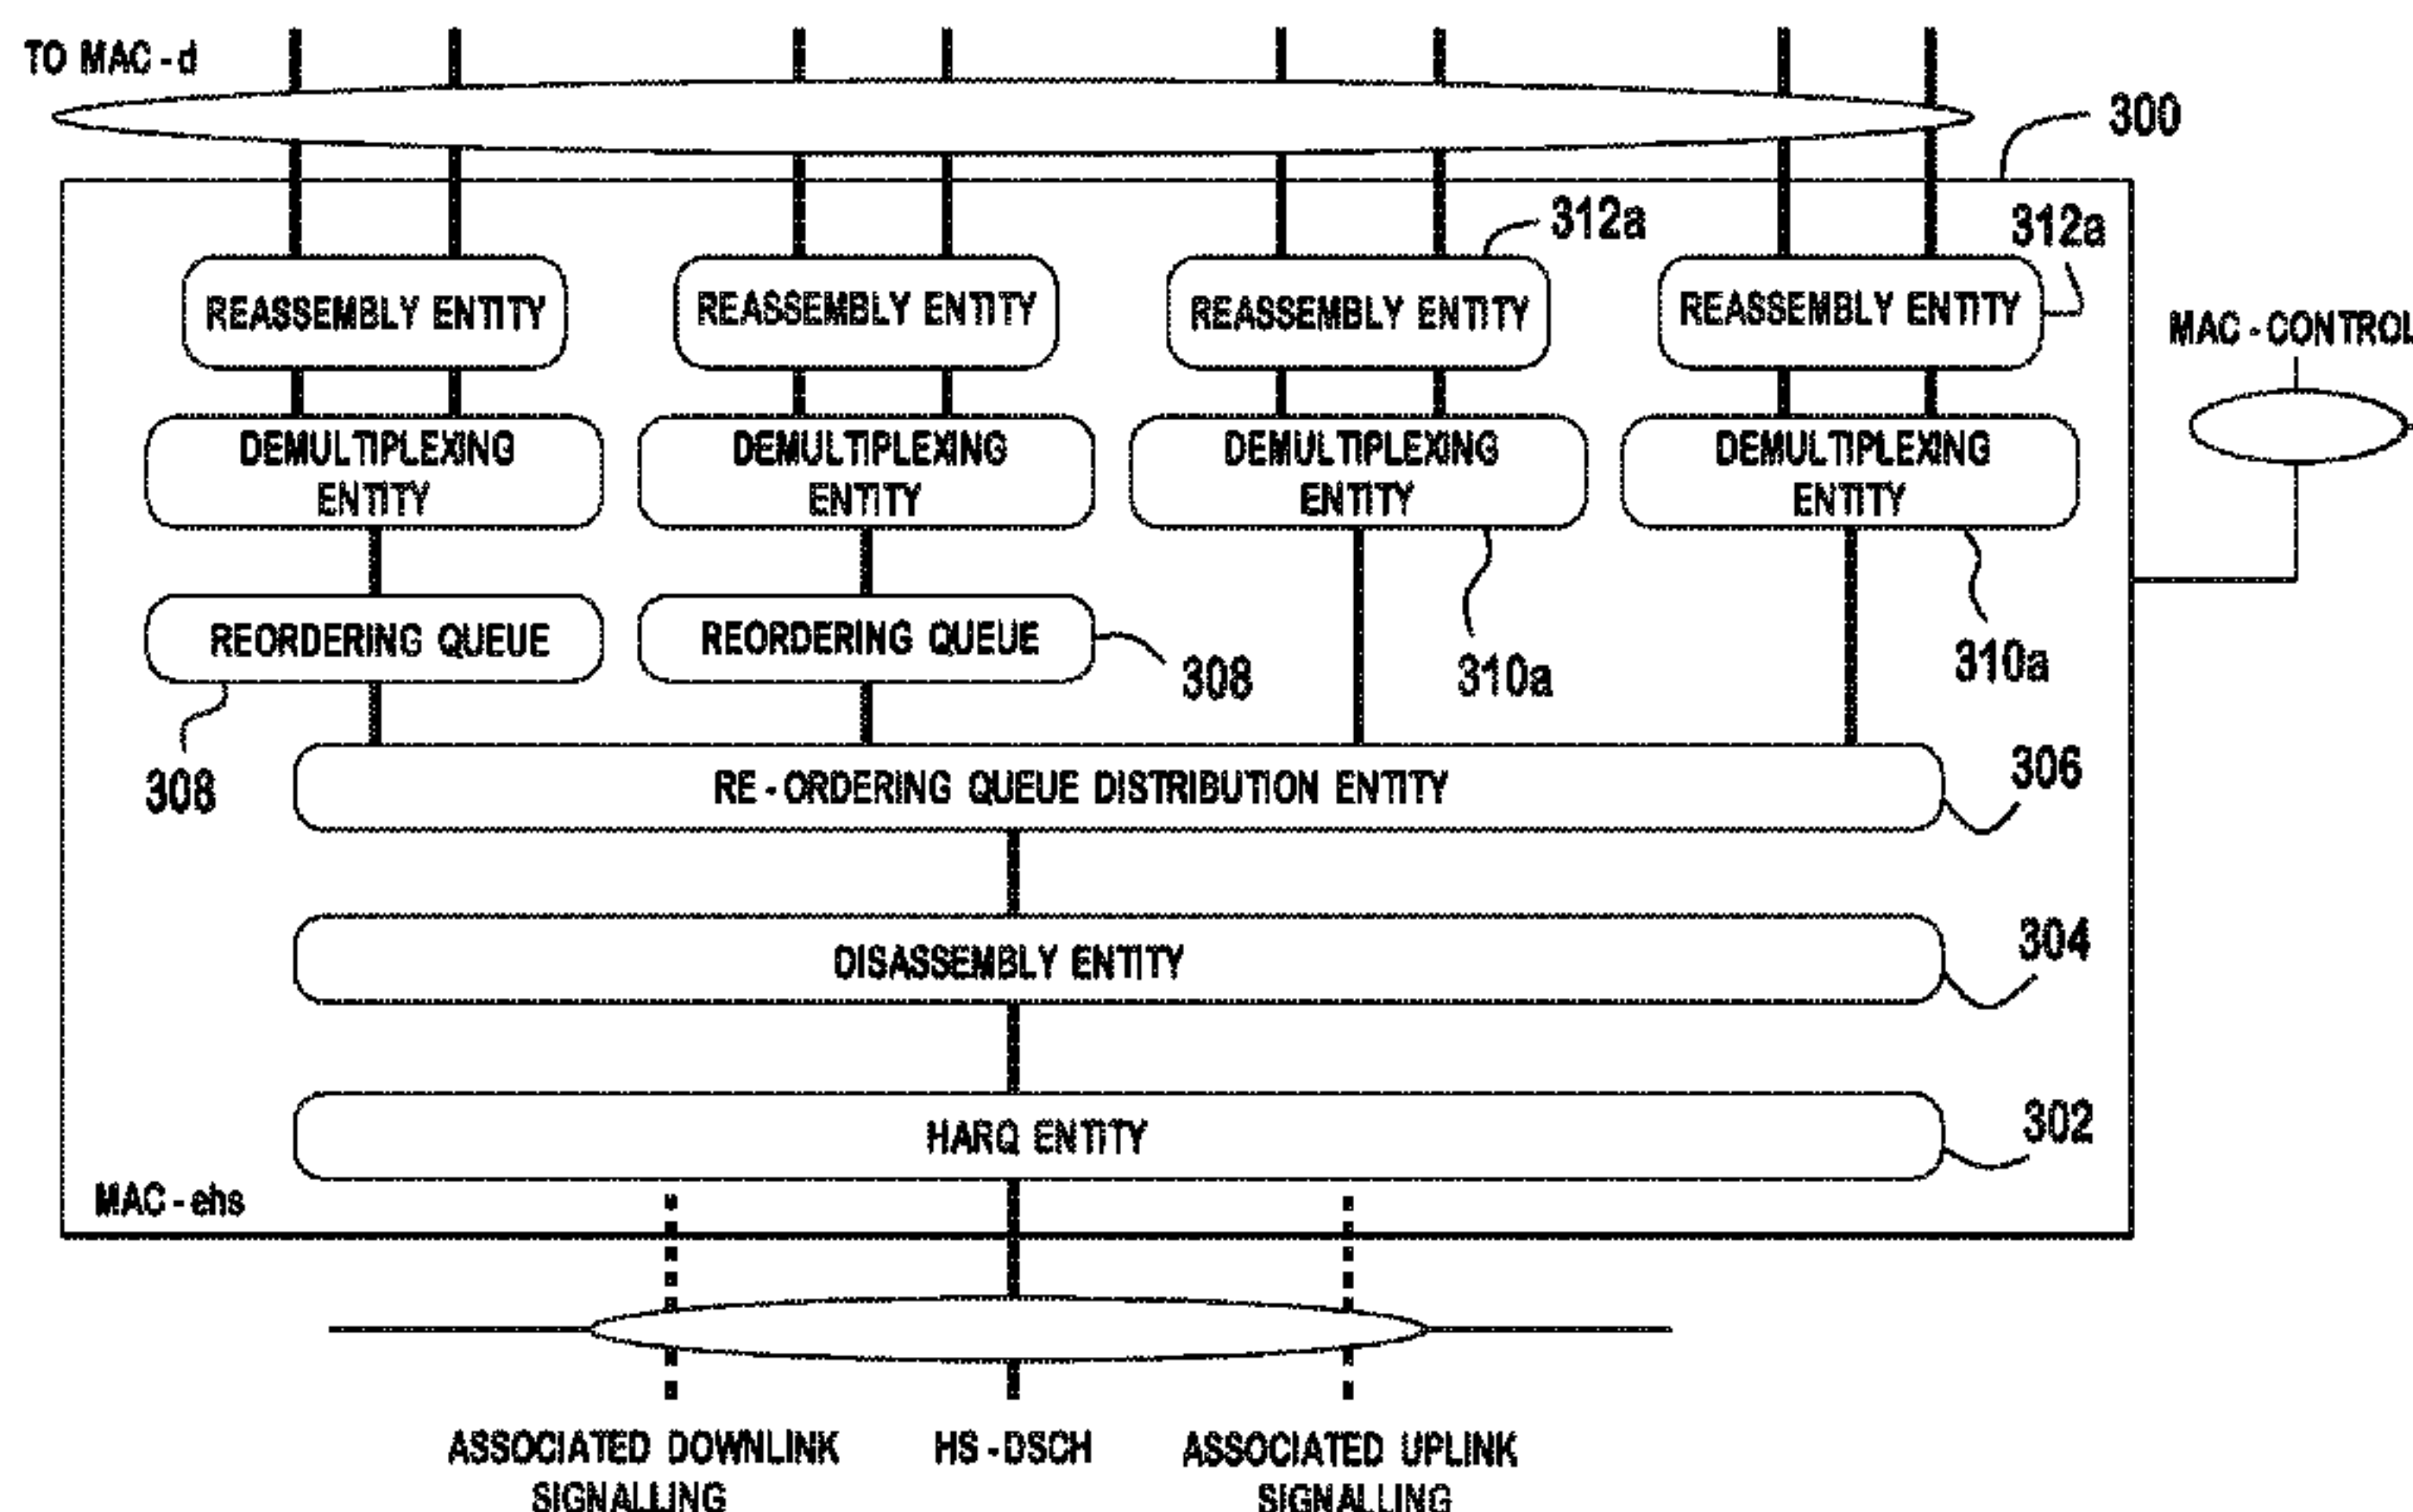 TO MAC-d
300
312a
312a
REASSEMBLY ENTITY
REASSEMBLY ENTITY
REASSEMBLY ENTITY
REASSEMBLY ENTITY
MAC-CONTROL
DEMULTIPLEXING
ENTITY
DEMULTIPLEXING
ENTITY
DEMULTIPLEXING
ENTITY
DEMULTIPLEXING
ENTITY
REORDERING QUEUE
REORDERING QUEUE
308
310a
310a
308
RE-ORDERING QUEUE DISTRIBUTION ENTITY
306
DISASSEMBLY ENTITY
304
HARQ ENTITY
302
MAC-ehs
ASSOCIATED DOWNLINK
SIGNALLING
HS-DSCH
ASSOCIATED UPLINK
SIGNALLING